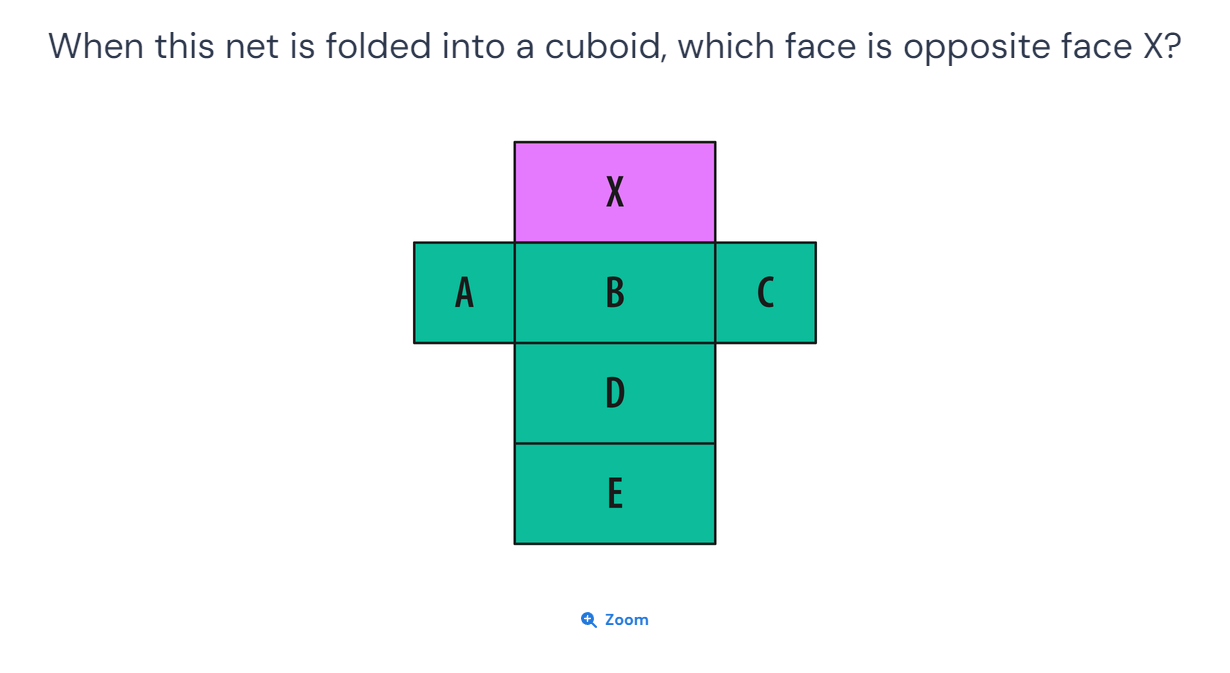 When this net is folded into a cuboid, which face is opposite face X?
X
A B C
D
E
Zoom